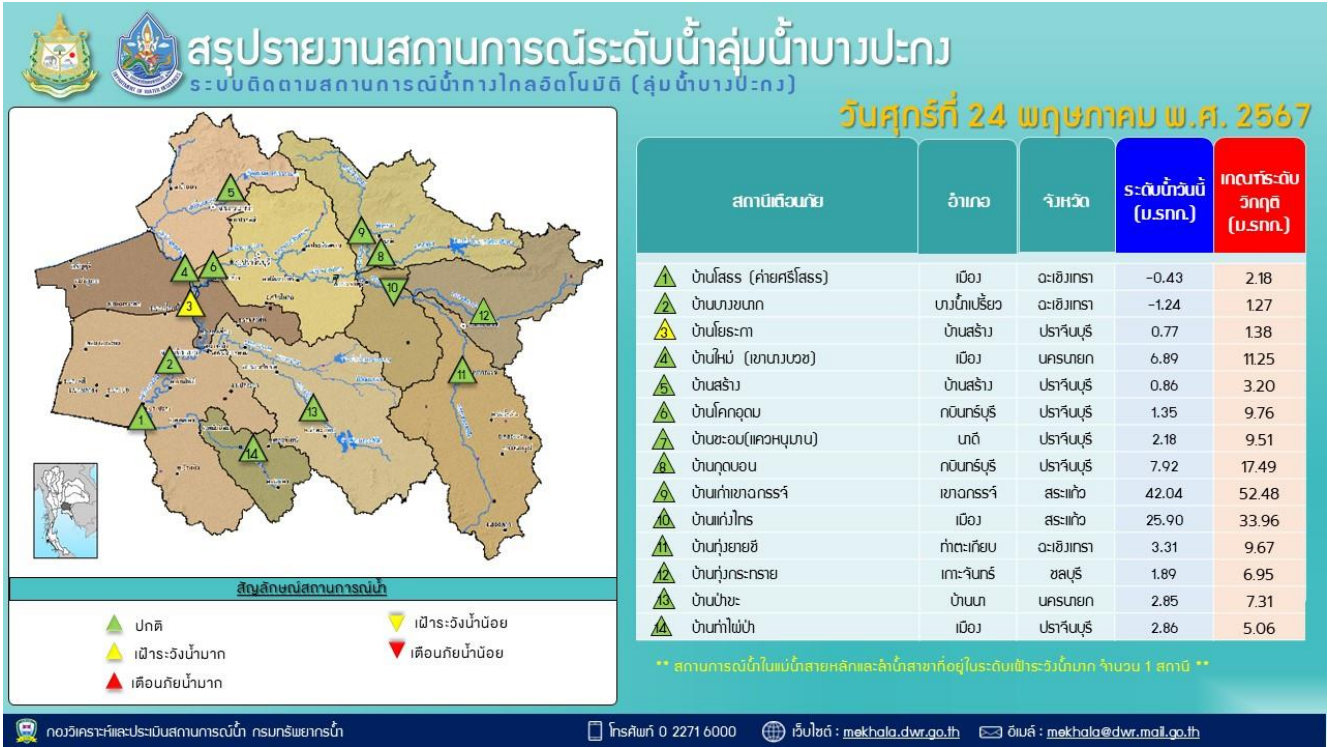 สรุปรายงานสถานการณ์ระดับน้ำลุ่มน้ำบางปะกง
ระบบติดตามสถานการณ์น้ำทางไกลอัตโนมัติ (ลุ่มน้ำบางปะกง)
วันศุกร์ที่ 24 พฤษภาคม พ.ศ. 2567
สถานีเตือนภัย อำเภอ จังหวัด ระดับน้ำวันนี้ (ม.รทก.) เกณฑ์ระดับวิกฤติ (ม.รทก.)
1 บ้านโสธร (ค่ายศรีโสธร) เมือง ฉะเชิงเทรา -0.43 2.18
2 บ้านบางขนาก บางน้ำเปรี้ยว ฉะเชิงเทรา -1.24 1.27
3 บ้านโยธะกา บ้านสร้าง ปราจีนบุรี 0.77 1.38
4 บ้านใหม่ (เขานางบวช) เมือง นครนายก 6.89 11.25
5 บ้านสร้าง บ้านสร้าง ปราจีนบุรี 0.86 3.20
6 บ้านโคกอุดม กบินทร์บุรี ปราจีนบุรี 1.35 9.76
7 บ้านชะอม(แควหนุมาน) นาดี ปราจีนบุรี 2.18 9.51
8 บ้านกุดบอน กบินทร์บุรี ปราจีนบุรี 7.92 17.49
9 บ้านเก่าเขาฉกรรจ์ เขาฉกรรจ์ สระแก้ว 42.04 52.48
10 บ้านแก่งไทร เมือง สระแก้ว 25.90 33.96
11 บ้านทุ่งยายชี ท่าตะเกียบ ฉะเชิงเทรา 3.31 9.67
12 บ้านทุ่งกระทราย เกาะจันทร์ ชลบุรี 1.89 6.95
13 บ้านป่าขะ บ้านนา นครนายก 2.85 7.31
14 บ้านท่าไผ่ป่า เมือง ปราจีนบุรี 2.86 5.06
** สถานการณ์น้ำในแม่น้ำสายหลักและลำน้ำสาขาที่อยู่ในระดับเฝ้าระวังน้ำมาก จำนวน 1 สถานี **
5
9
8
4
6
10
3
12
2
11
13
1
14
สัญลักษณ์สถานการณ์น้ำ
ปกติ
เฝ้าระวังน้ำน้อย
เฝ้าระวังน้ำมาก
เตือนภัยน้ำน้อย
เตือนภัยน้ำมาก
กองวิเคราะห์และประเมินสถานการณ์น้ำ กรมทรัพยากรน้ำ โทรศัพท์ 0 2271 6000 เว็บไซต์ : mekhala.dwr.go.th อีเมล์ : mekhala@dwr.mail.go.th